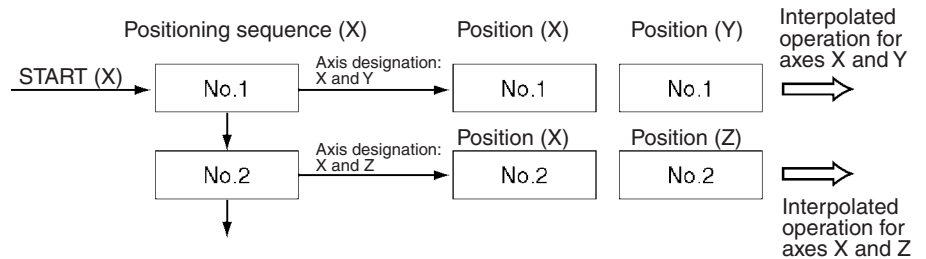 Positioning sequence (X)
Position (X)
Position (Y)
Interpolated
operation for
axes X and Y
START (X)
No.1
Axis designation:
X and Y
No.1
No.1
Position (X)
Position (Z)
No.2
Axis designation:
X and Z
No.2
No.2
Interpolated
operation for
axes X and Z